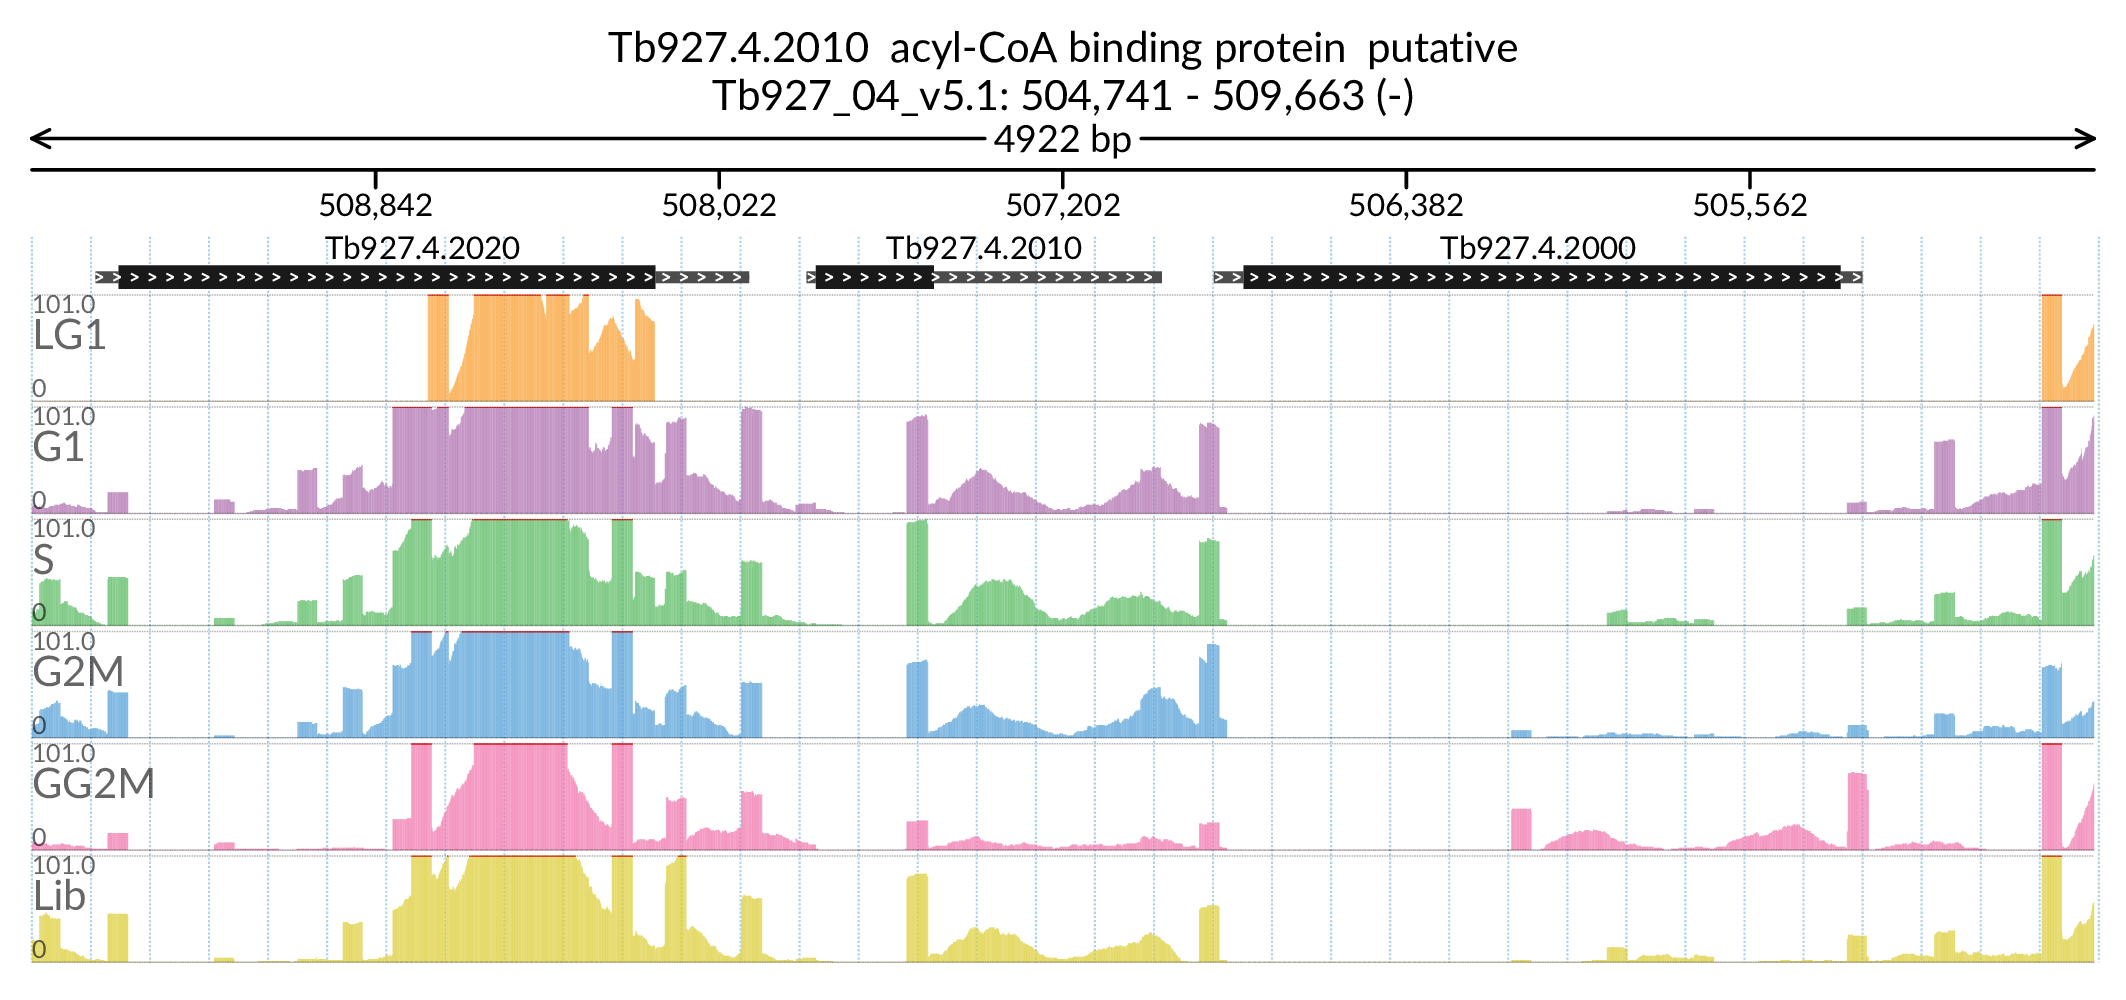 Tb927.4.2010  acyl-CoA binding protein  putative
Tb927_04_v5.1: 504,741 - 509,663 (-)
4922 bp
508,842 508,022 507,202 506,382 505,562
Tb927.4.2020 Tb927.4.2010 Tb927.4.2000
101.0
LG1
0
101.0
G1
0
101.0
S
0
101.0
G2M
0
101.0
GG2M
0
101.0
Lib
0